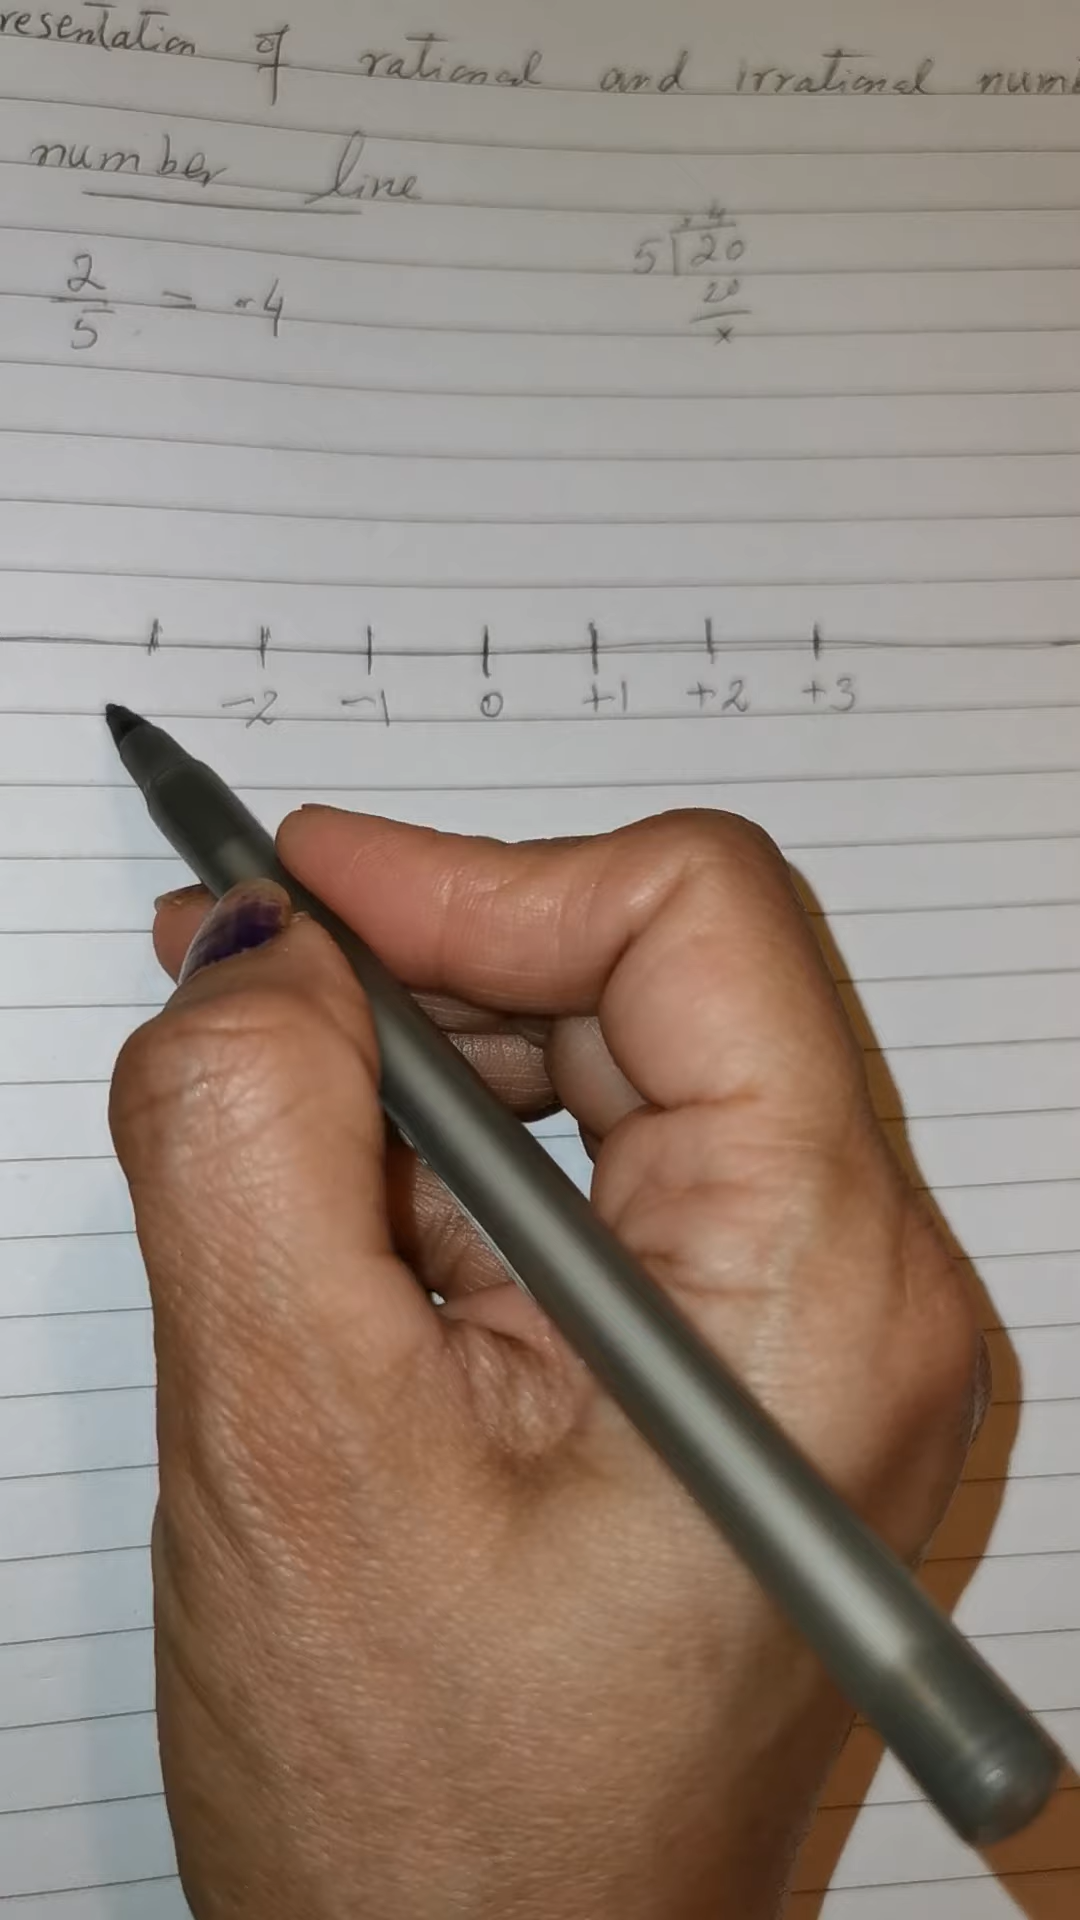 resentation of rational and irrational num
number line
2/5 = .4
.4
5 20
20
x
-2 -1 0 +1 +2 +3